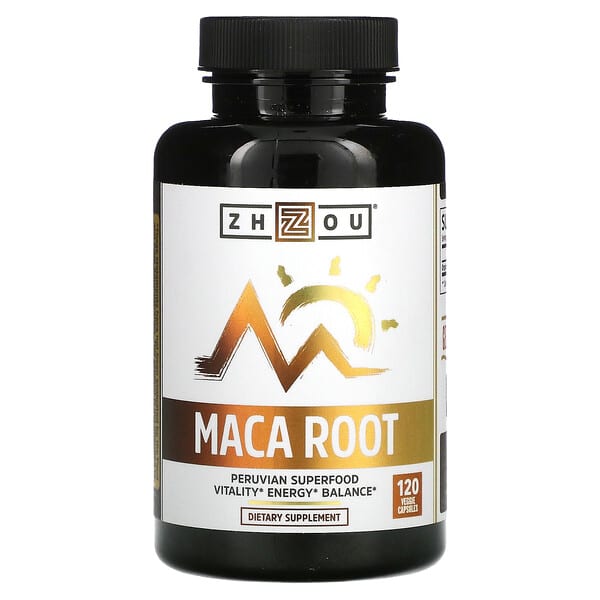 ZHZOU®
MACA ROOT
PERUVIAN SUPERFOOD
VITALITY* ENERGY* BALANCE*
DIETARY SUPPLEMENT
120
VEGGIE
CAPSULES